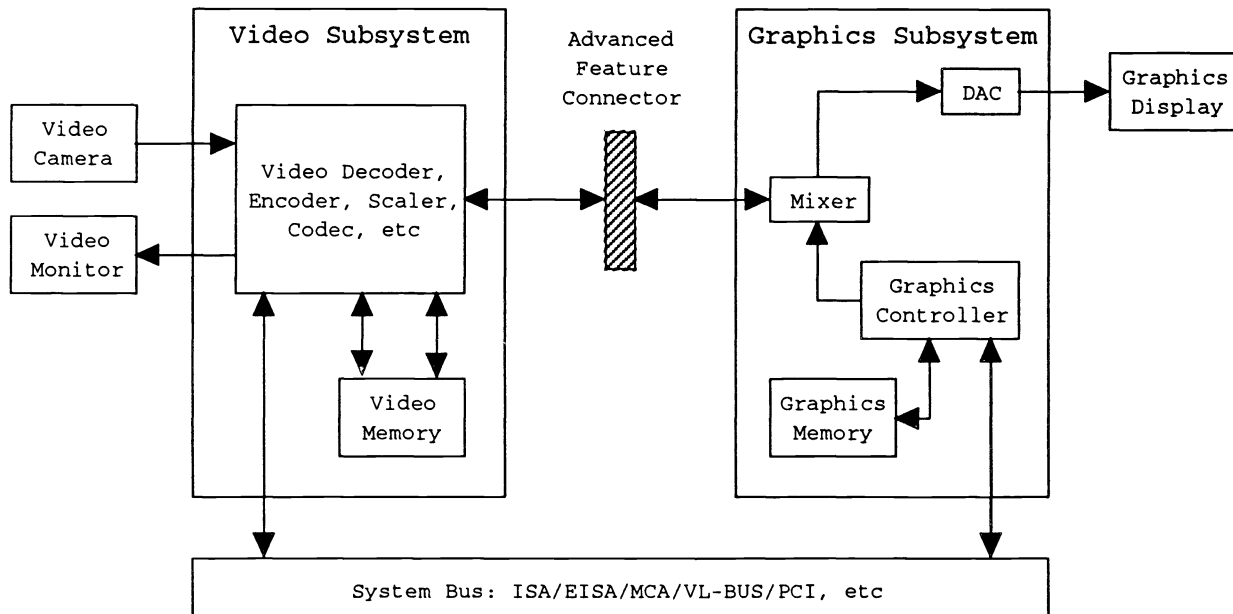 Video Subsystem
Advanced
Feature
Connector
Graphics Subsystem
DAC
Graphics
Display
Video
Camera
Video Decoder,
Encoder, Scaler,
Codec, etc
Mixer
Video
Monitor
Graphics
Controller
Video
Memory
Graphics
Memory
System Bus: ISA/EISA/MCA/VL-BUS/PCI, etc